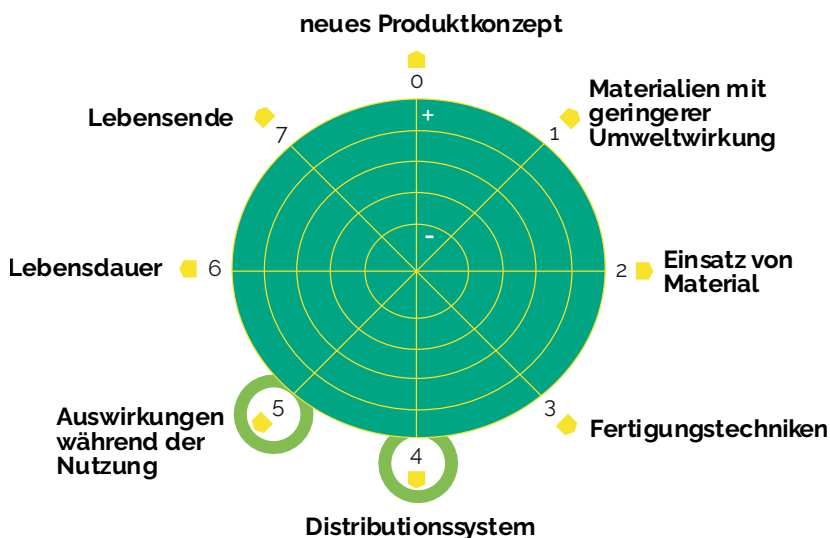 neues Produktkonzept
0
+
Materialien mit
geringerer
Umweltwirkung
1
Lebensende
7
-
Lebensdauer
6
2
Einsatz von
Material
Auswirkungen
während der
Nutzung
5
3
Fertigungstechniken
4
Distributionssystem